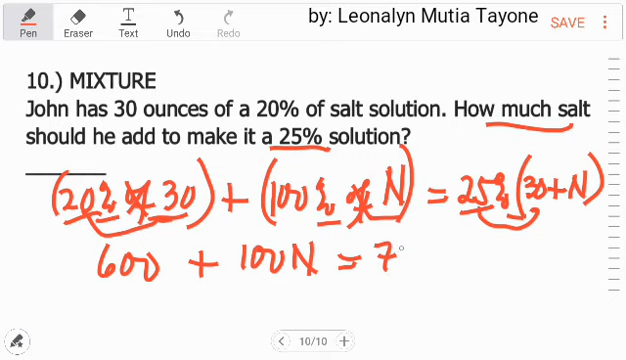 by: Leonalyn Mutia Tayone
Pen Eraser Text Undo Redo SAVE
10.) MIXTURE
John has 30 ounces of a 20% of salt solution. How much salt
should he add to make it a 25% solution?
(20% of 30) + (100% of N) = 25% (30+N)
600 + 100N = 7
10/10